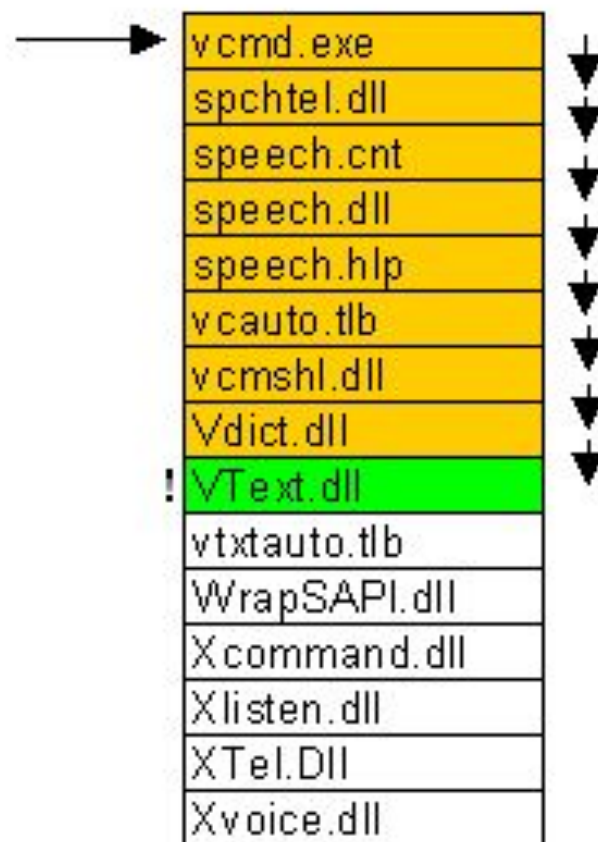 vcmd.exe
spchtel.dll
speech.cnt
speech.dll
speech.hlp
vcauto.tlb
vcmshl.dll
Vdict.dll
! VText.dll
vtxtauto.tlb
WrapSAPI.dll
Xcommand.dll
Xlisten.dll
XTel.Dll
Xvoice.dll